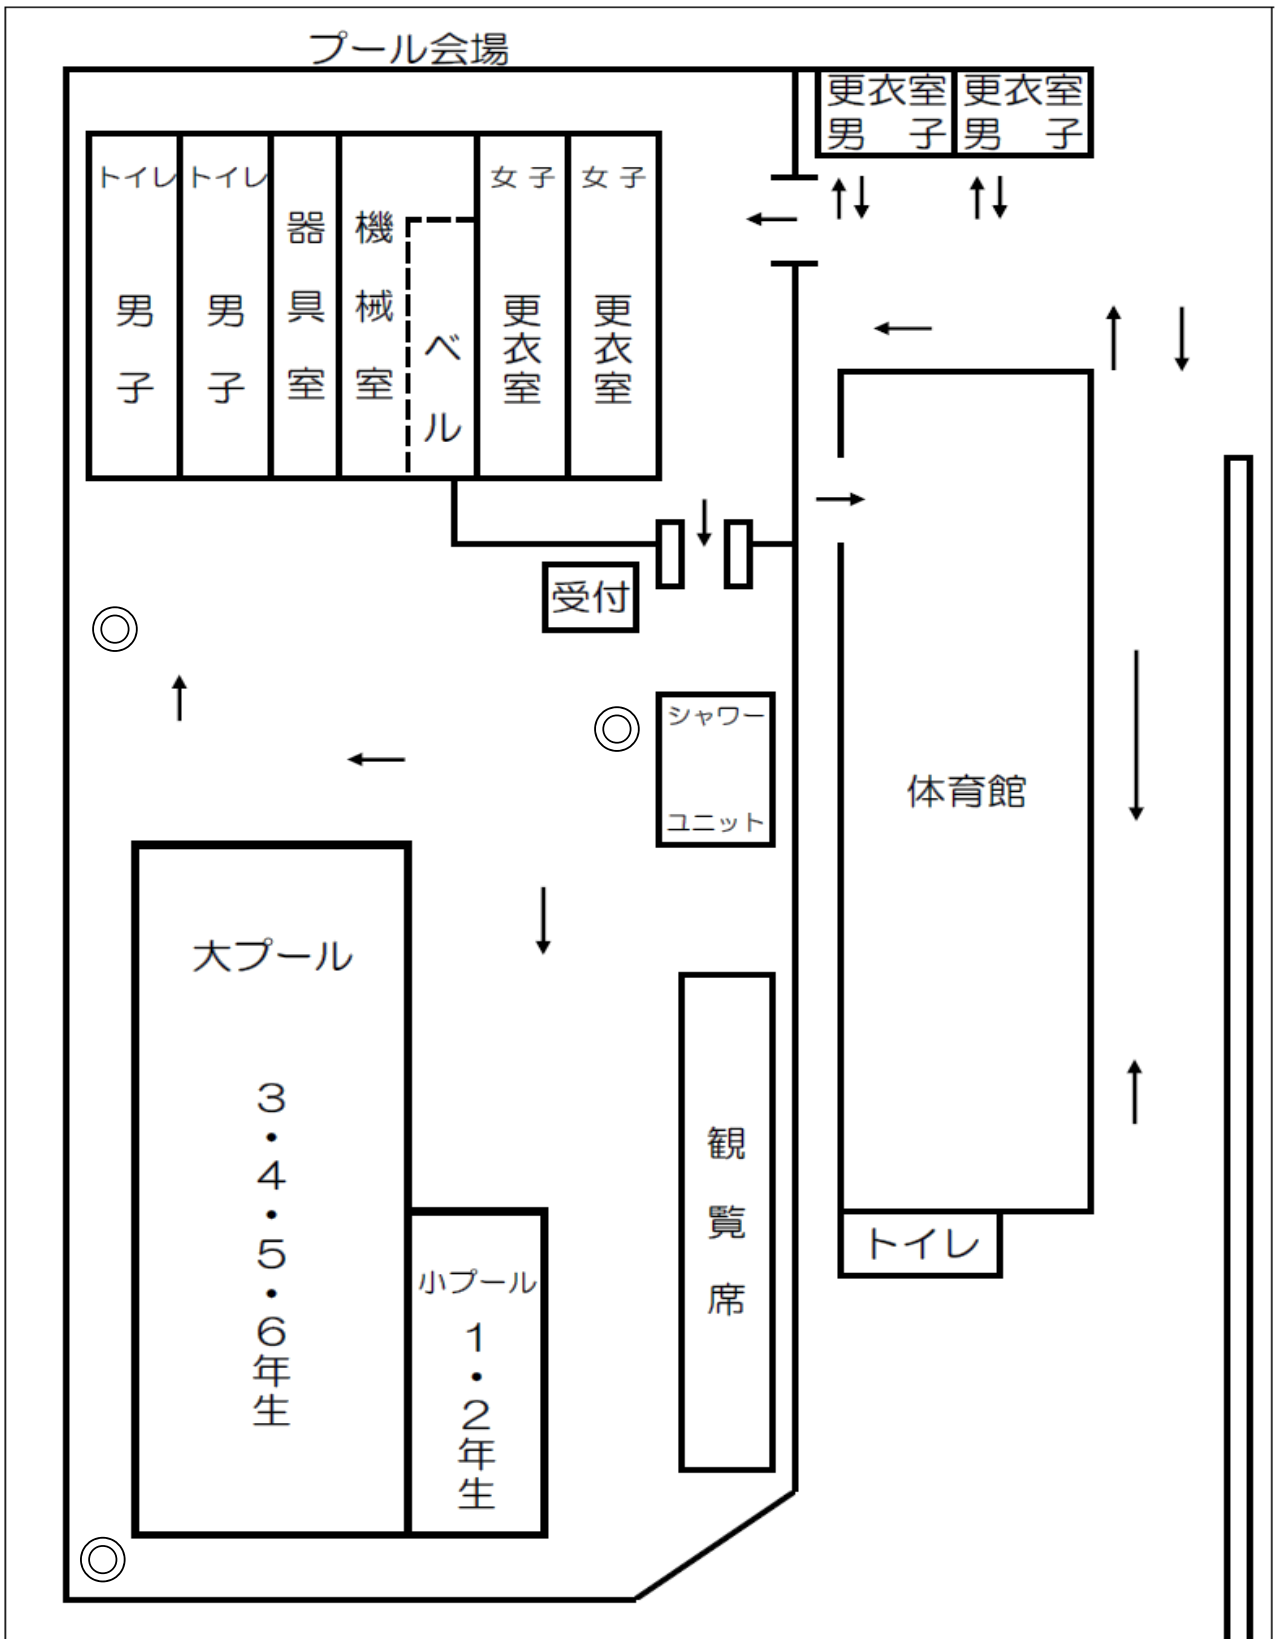 プール会場
更衣室
男子
更衣室
男子
トイレ
男子
トイレ
男子
器具室
機械室
ベル
女子
更衣室
女子
更衣室
受付
シャワー
ユニット
体育館
大プール
3・4・5・6年生
小プール
1・2年生
観覧席
トイレ